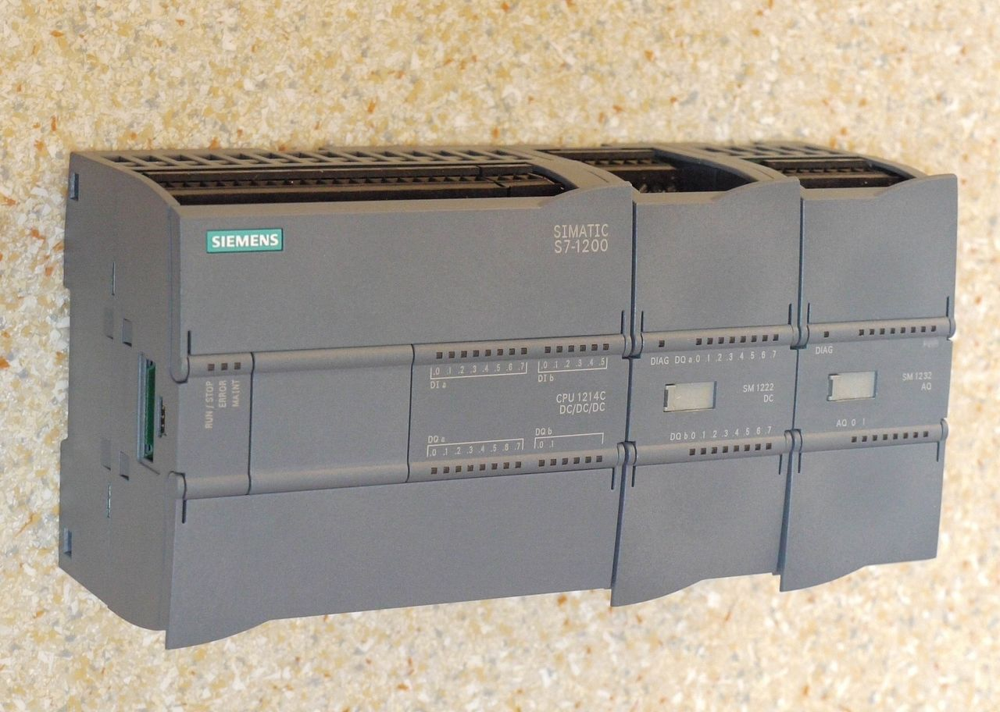 SIEMENS
SIMATIC
S7-1200
RUN / STOP
ERROR
MAINT
.0 .1 .2 .3 .4 .5 .6 .7
DI a
.0 .1 .2 .3 .4 .5
DI b
CPU 1214C
DC/DC/DC
DQ a
.0 .1 .2 .3 .4 .5 .6 .7
DQ b
.0 .1
DIAG DQ a .0 .1 .2 .3 .4 .5 .6 .7
SM 1222
DC
DQ b .0 .1 .2 .3 .4 .5 .6 .7
DIAG
SM 1232
AQ
AQ 0 1